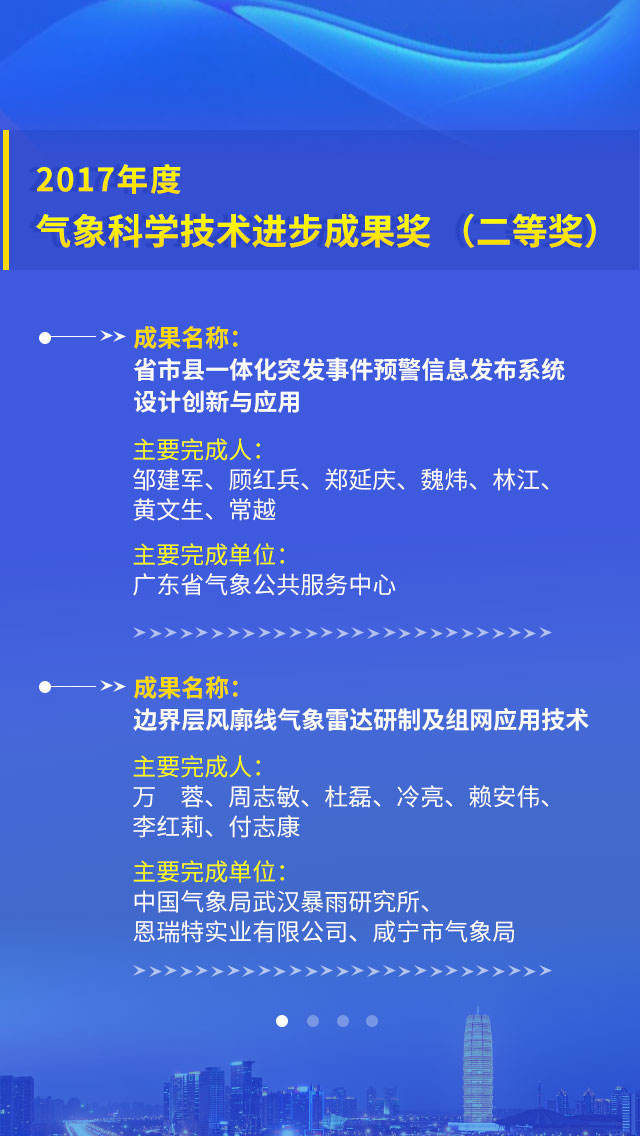 2017年度
气象科学技术进步成果奖（二等奖）
成果名称：
省市县一体化突发事件预警信息发布系统
设计创新与应用
主要完成人：
邹建军、顾红兵、郑延庆、魏炜、林江、
黄文生、常越
主要完成单位：
广东省气象公共服务中心
成果名称：
边界层风廓线气象雷达研制及组网应用技术
主要完成人：
万　蓉、周志敏、杜磊、冷亮、赖安伟、
李红莉、付志康
主要完成单位：
中国气象局武汉暴雨研究所、
恩瑞特实业有限公司、咸宁市气象局